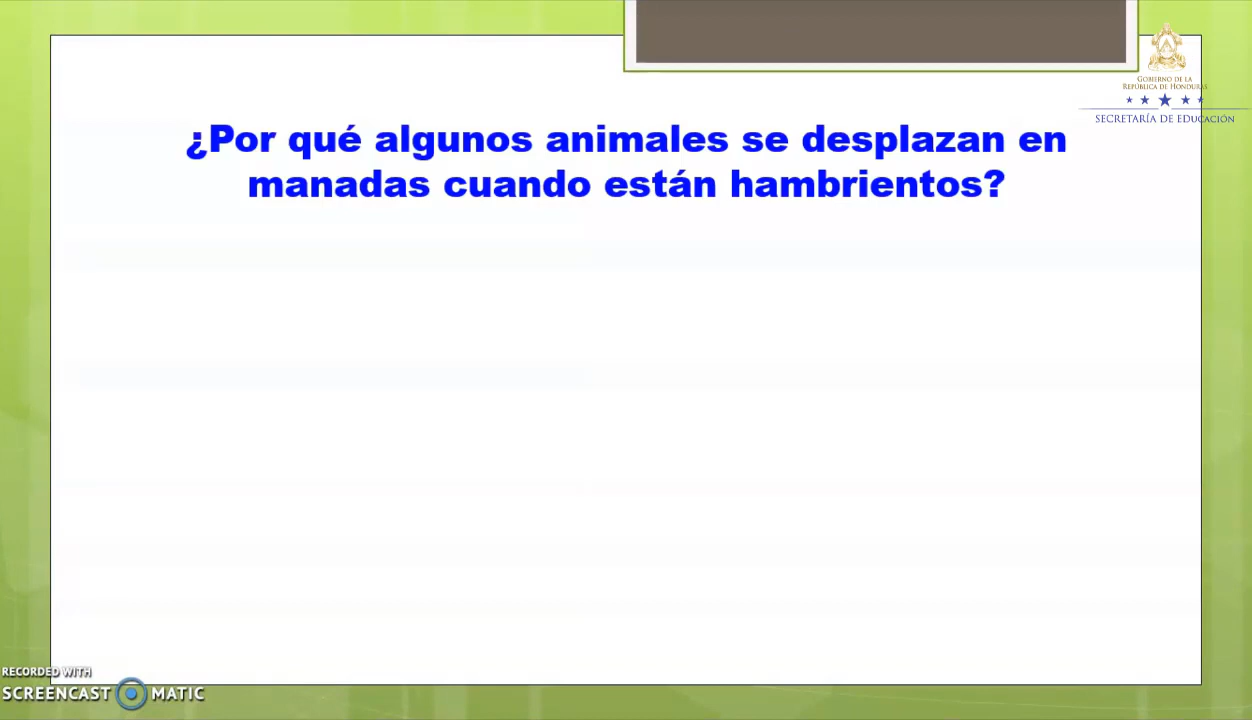 GOBIERNO DE LA
REPÚBLICA DE HONDURAS
SECRETARÍA DE EDUCACIÓN
¿Por qué algunos animales se desplazan en
manadas cuando están hambrientos?
RECORDED WITH
SCREENCAST MATIC